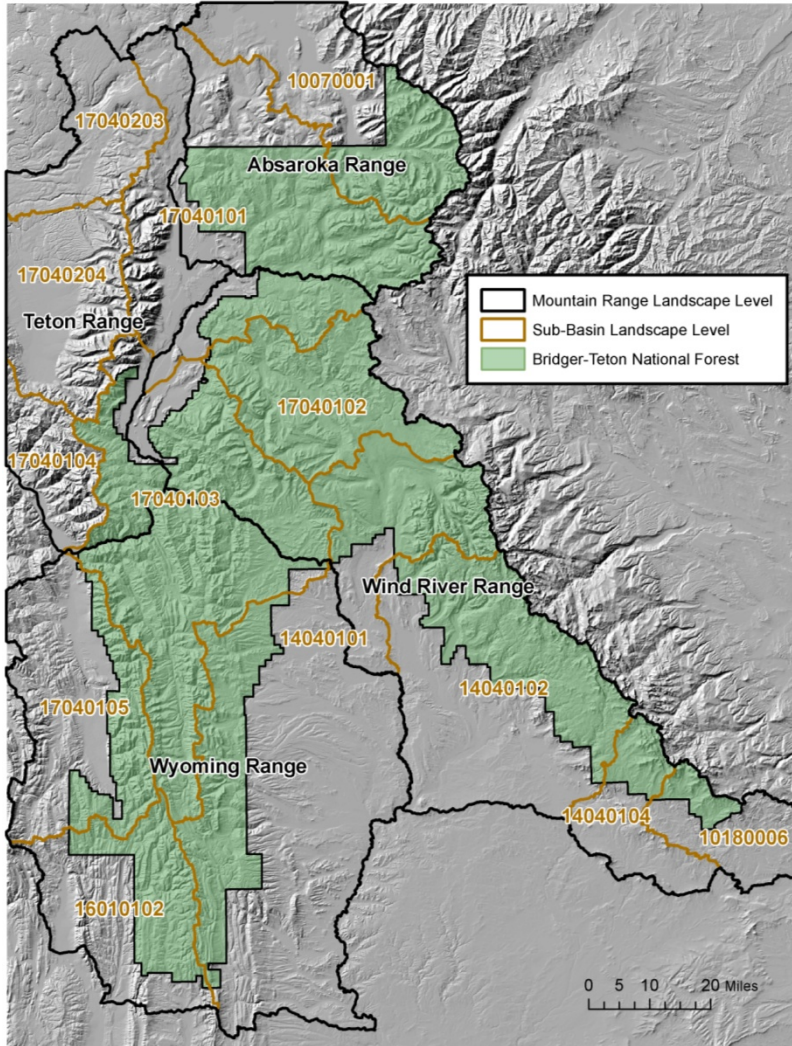 10070001
17040203
Absaroka Range
17040101
17040204
Teton Range
Mountain Range Landscape Level
Sub-Basin Landscape Level
Bridger-Teton National Forest
17040102
17040104
17040103
Wind River Range
14040101
14040102
17040105
Wyoming Range
14040104
10180006
16010102
0 5 10 20 Miles